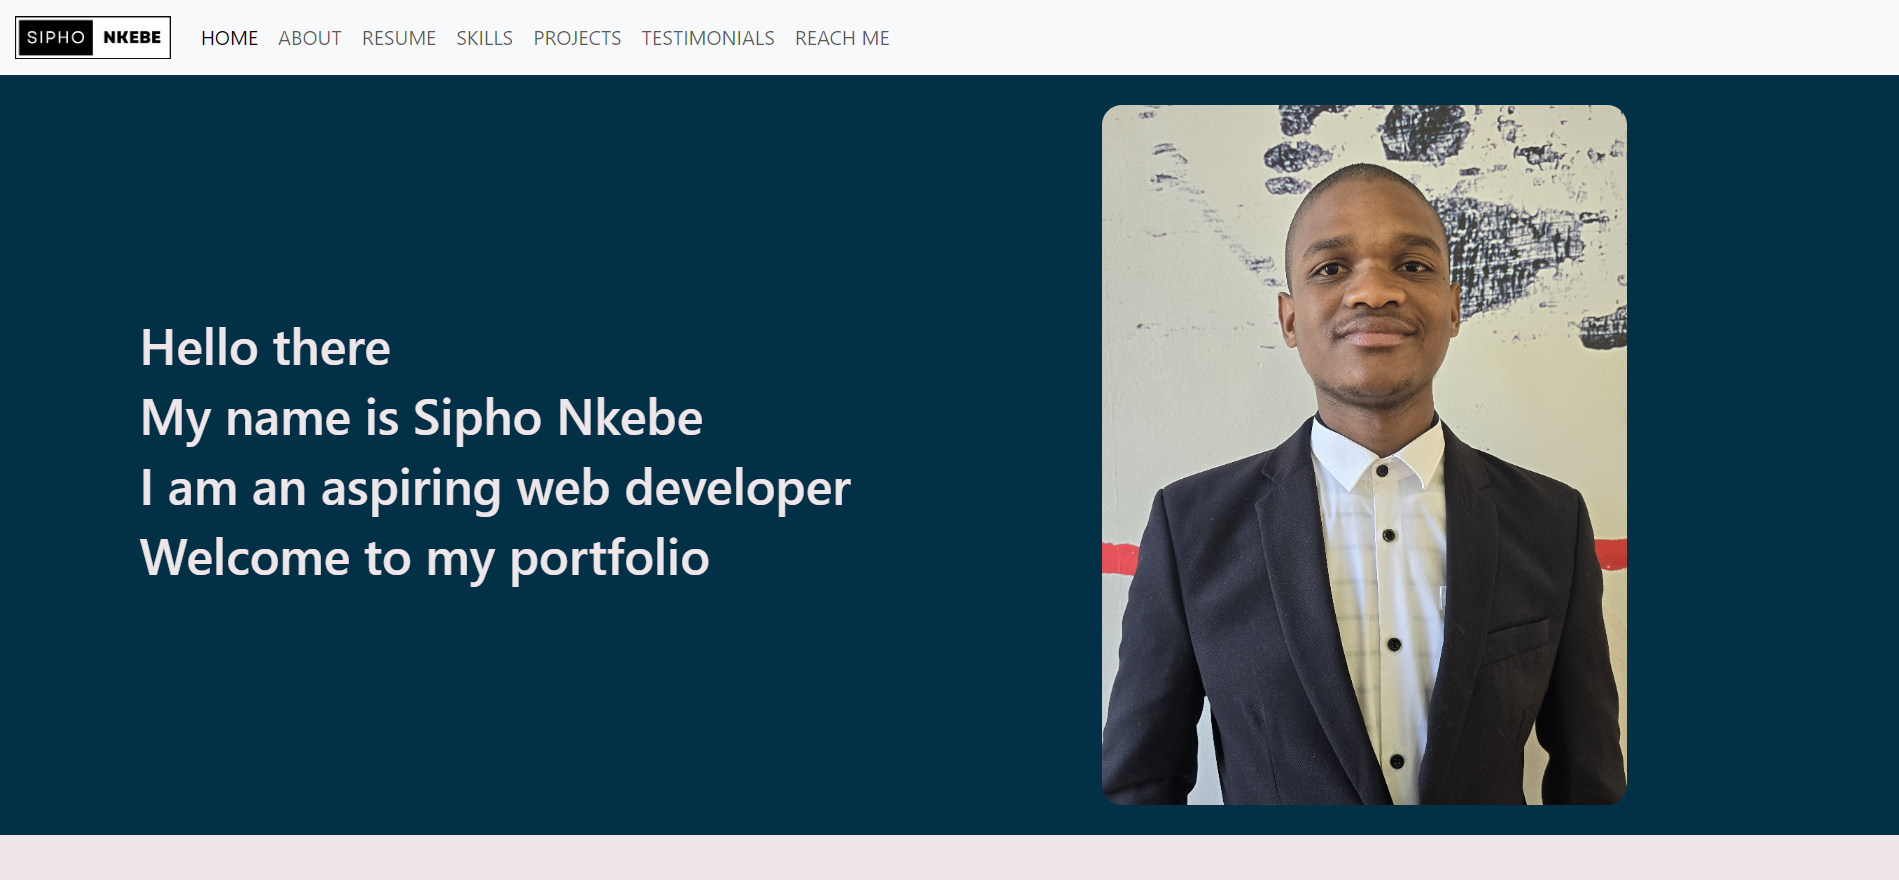 SIPHO NKEBE HOME ABOUT RESUME SKILLS PROJECTS TESTIMONIALS REACH ME
Hello there
My name is Sipho Nkebe
I am an aspiring web developer
Welcome to my portfolio